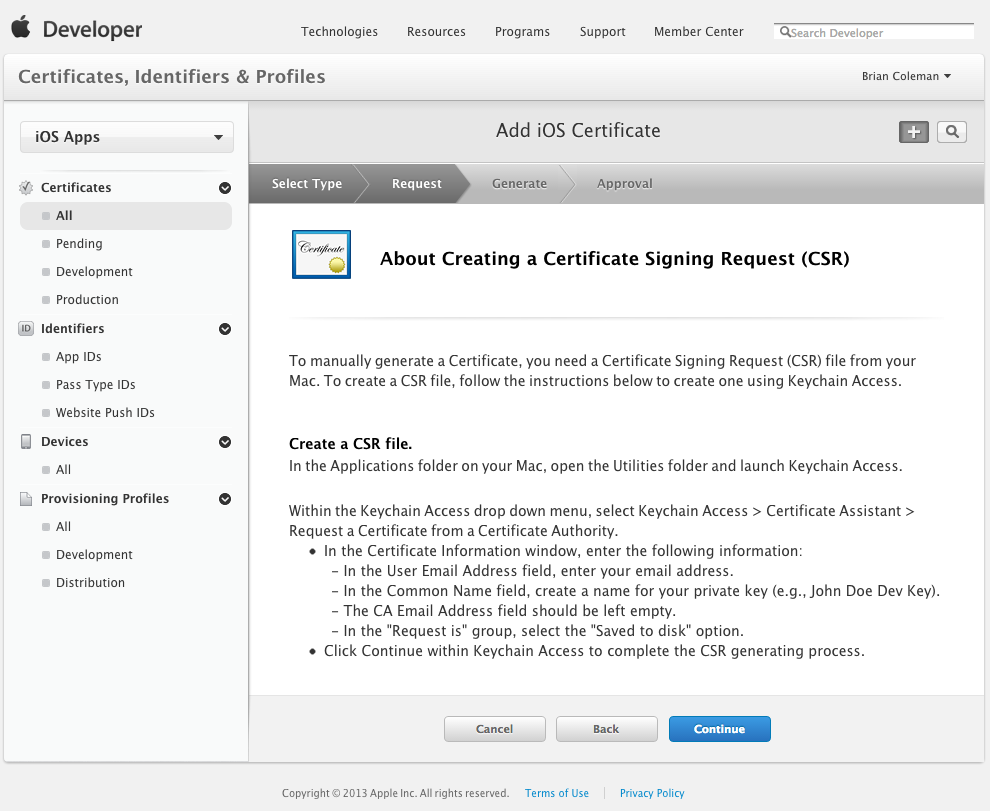 Developer
Technologies Resources Programs Support Member Center Search Developer
Certificates, Identifiers & Profiles
Brian Coleman
iOS Apps
Certificates
All
Pending
Development
Production
ID Identifiers
App IDs
Pass Type IDs
Website Push IDs
Devices
All
Provisioning Profiles
All
Development
Distribution
Add iOS Certificate
Select Type Request Generate Approval
Certificate
About Creating a Certificate Signing Request (CSR)
To manually generate a Certificate, you need a Certificate Signing Request (CSR) file from your
Mac. To create a CSR file, follow the instructions below to create one using Keychain Access.
Create a CSR file.
In the Applications folder on your Mac, open the Utilities folder and launch Keychain Access.
Within the Keychain Access drop down menu, select Keychain Access > Certificate Assistant >
Request a Certificate from a Certificate Authority.
• In the Certificate Information window, enter the following information:
– In the User Email Address field, enter your email address.
– In the Common Name field, create a name for your private key (e.g., John Doe Dev Key).
– The CA Email Address field should be left empty.
– In the "Request is" group, select the "Saved to disk" option.
• Click Continue within Keychain Access to complete the CSR generating process.
Cancel Back Continue
Copyright © 2013 Apple Inc. All rights reserved. Terms of Use Privacy Policy